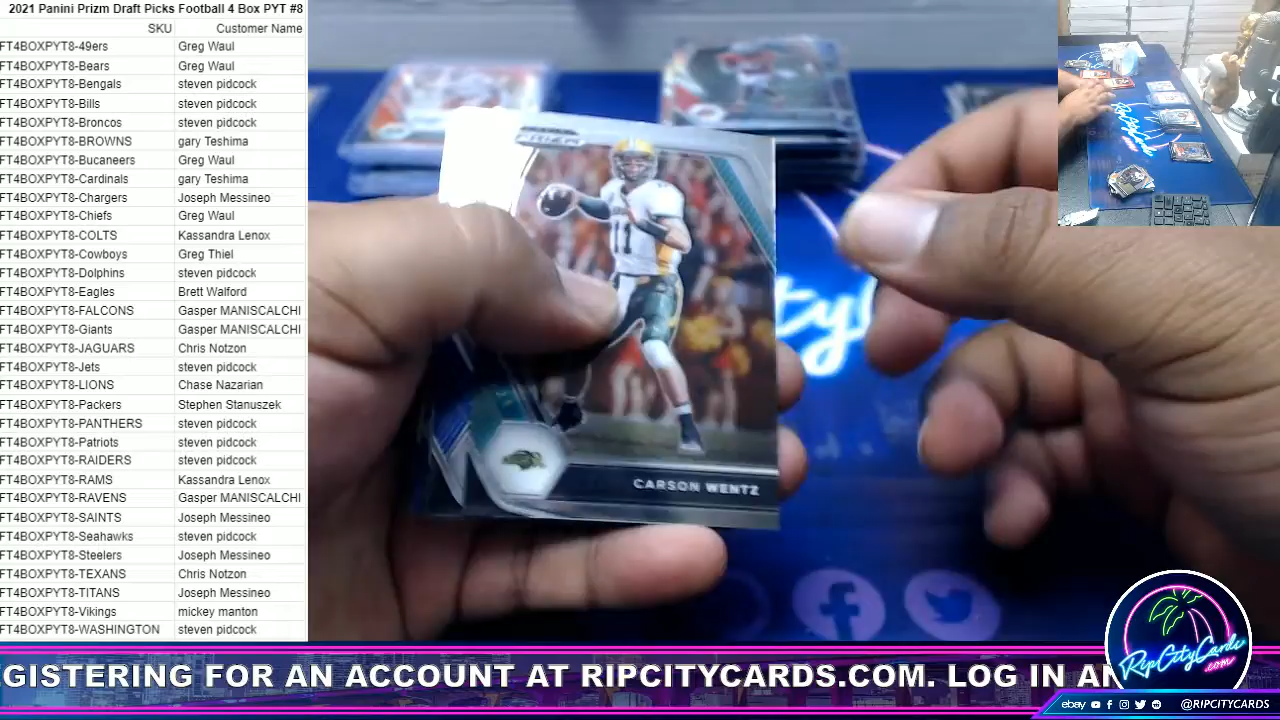 2021 Panini Prizm Draft Picks Football 4 Box PYT #8
SKU Customer Name
FT4BOXPYT8-49ers Greg Waul
FT4BOXPYT8-Bears Greg Waul
FT4BOXPYT8-Bengals steven pidcock
FT4BOXPYT8-Bills steven pidcock
FT4BOXPYT8-Broncos steven pidcock
FT4BOXPYT8-BROWNS gary Teshima
FT4BOXPYT8-Bucaneers Greg Waul
FT4BOXPYT8-Cardinals gary Teshima
FT4BOXPYT8-Chargers Joseph Messineo
FT4BOXPYT8-Chiefs Greg Waul
FT4BOXPYT8-COLTS Kassandra Lenox
FT4BOXPYT8-Cowboys Greg Thiel
FT4BOXPYT8-Dolphins steven pidcock
FT4BOXPYT8-Eagles Brett Walford
FT4BOXPYT8-FALCONS Gasper MANISCALCHI
FT4BOXPYT8-Giants Gasper MANISCALCHI
FT4BOXPYT8-JAGUARS Chris Notzon
FT4BOXPYT8-Jets steven pidcock
FT4BOXPYT8-LIONS Chase Nazarian
FT4BOXPYT8-Packers Stephen Stanuszek
FT4BOXPYT8-PANTHERS steven pidcock
FT4BOXPYT8-Patriots steven pidcock
FT4BOXPYT8-RAIDERS steven pidcock
FT4BOXPYT8-RAMS Kassandra Lenox
FT4BOXPYT8-RAVENS Gasper MANISCALCHI
FT4BOXPYT8-SAINTS Joseph Messineo
FT4BOXPYT8-Seahawks steven pidcock
FT4BOXPYT8-Steelers Joseph Messineo
FT4BOXPYT8-TEXANS Chris Notzon
FT4BOXPYT8-TITANS Joseph Messineo
FT4BOXPYT8-Vikings mickey manton
FT4BOXPYT8-WASHINGTON steven pidcock
PRIZM
11
CARSON WENTZ
RipCityCards
.com
GISTERING FOR AN ACCOUNT AT RIPCITYCARDS.COM. LOG IN AN
ebay @RIPCITYCARDS